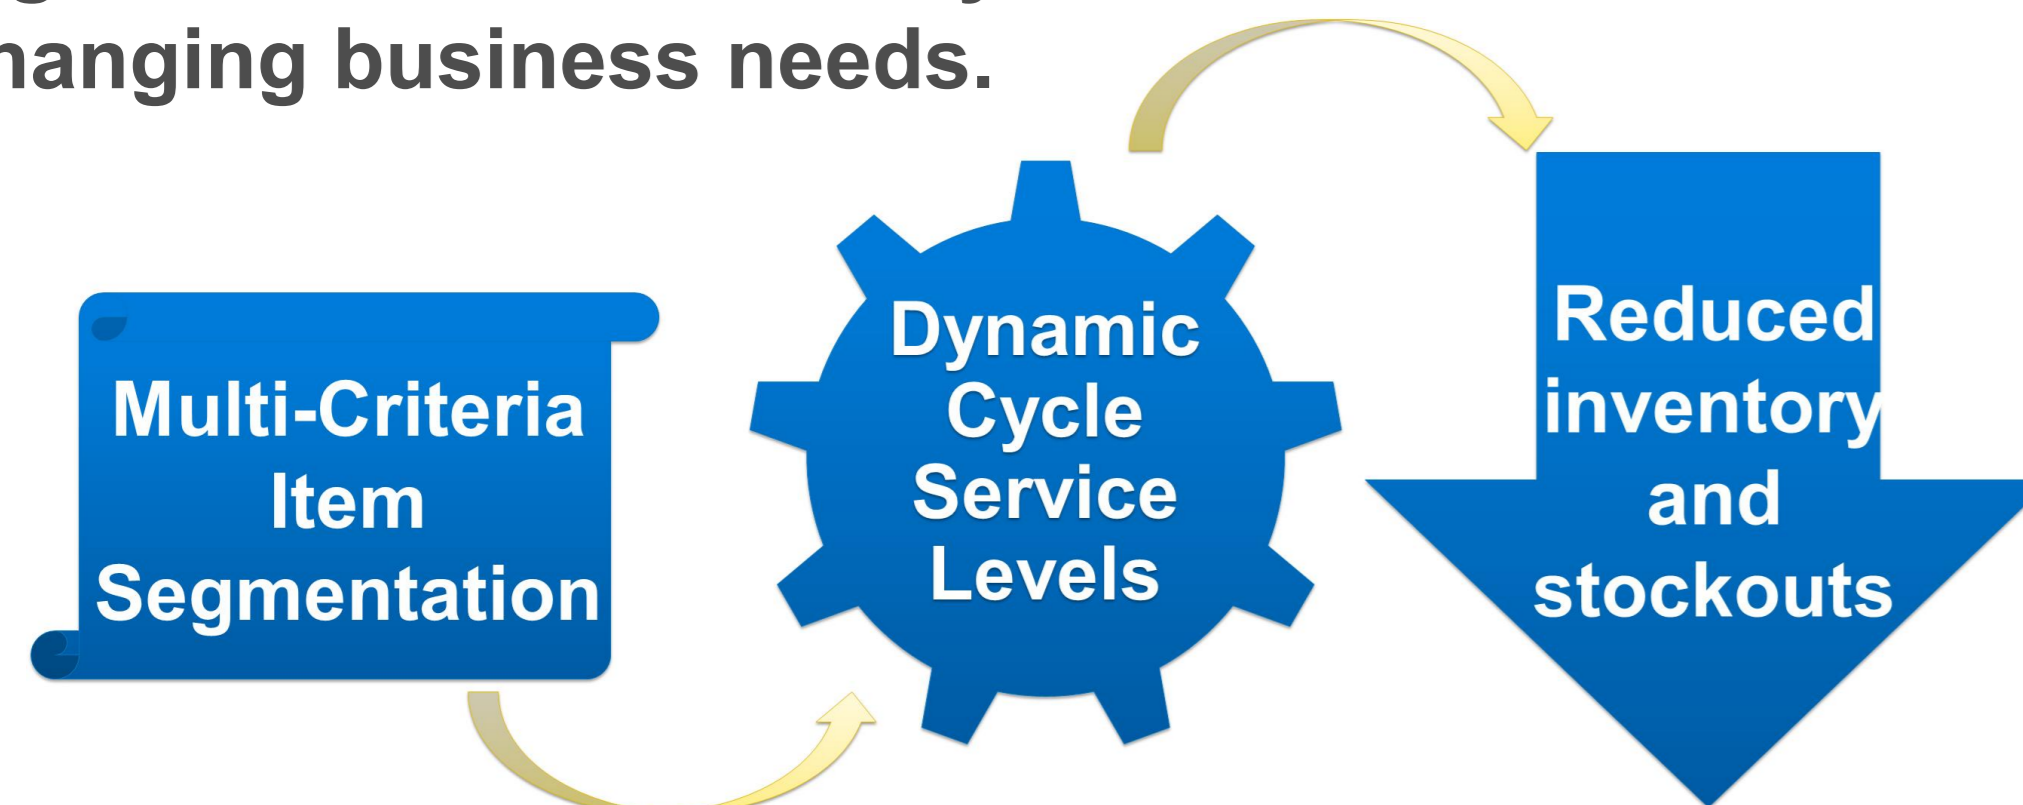 hanging business needs.
Multi-Criteria
Item
Segmentation
Dynamic
Cycle
Service
Levels
Reduced
inventory
and
stockouts